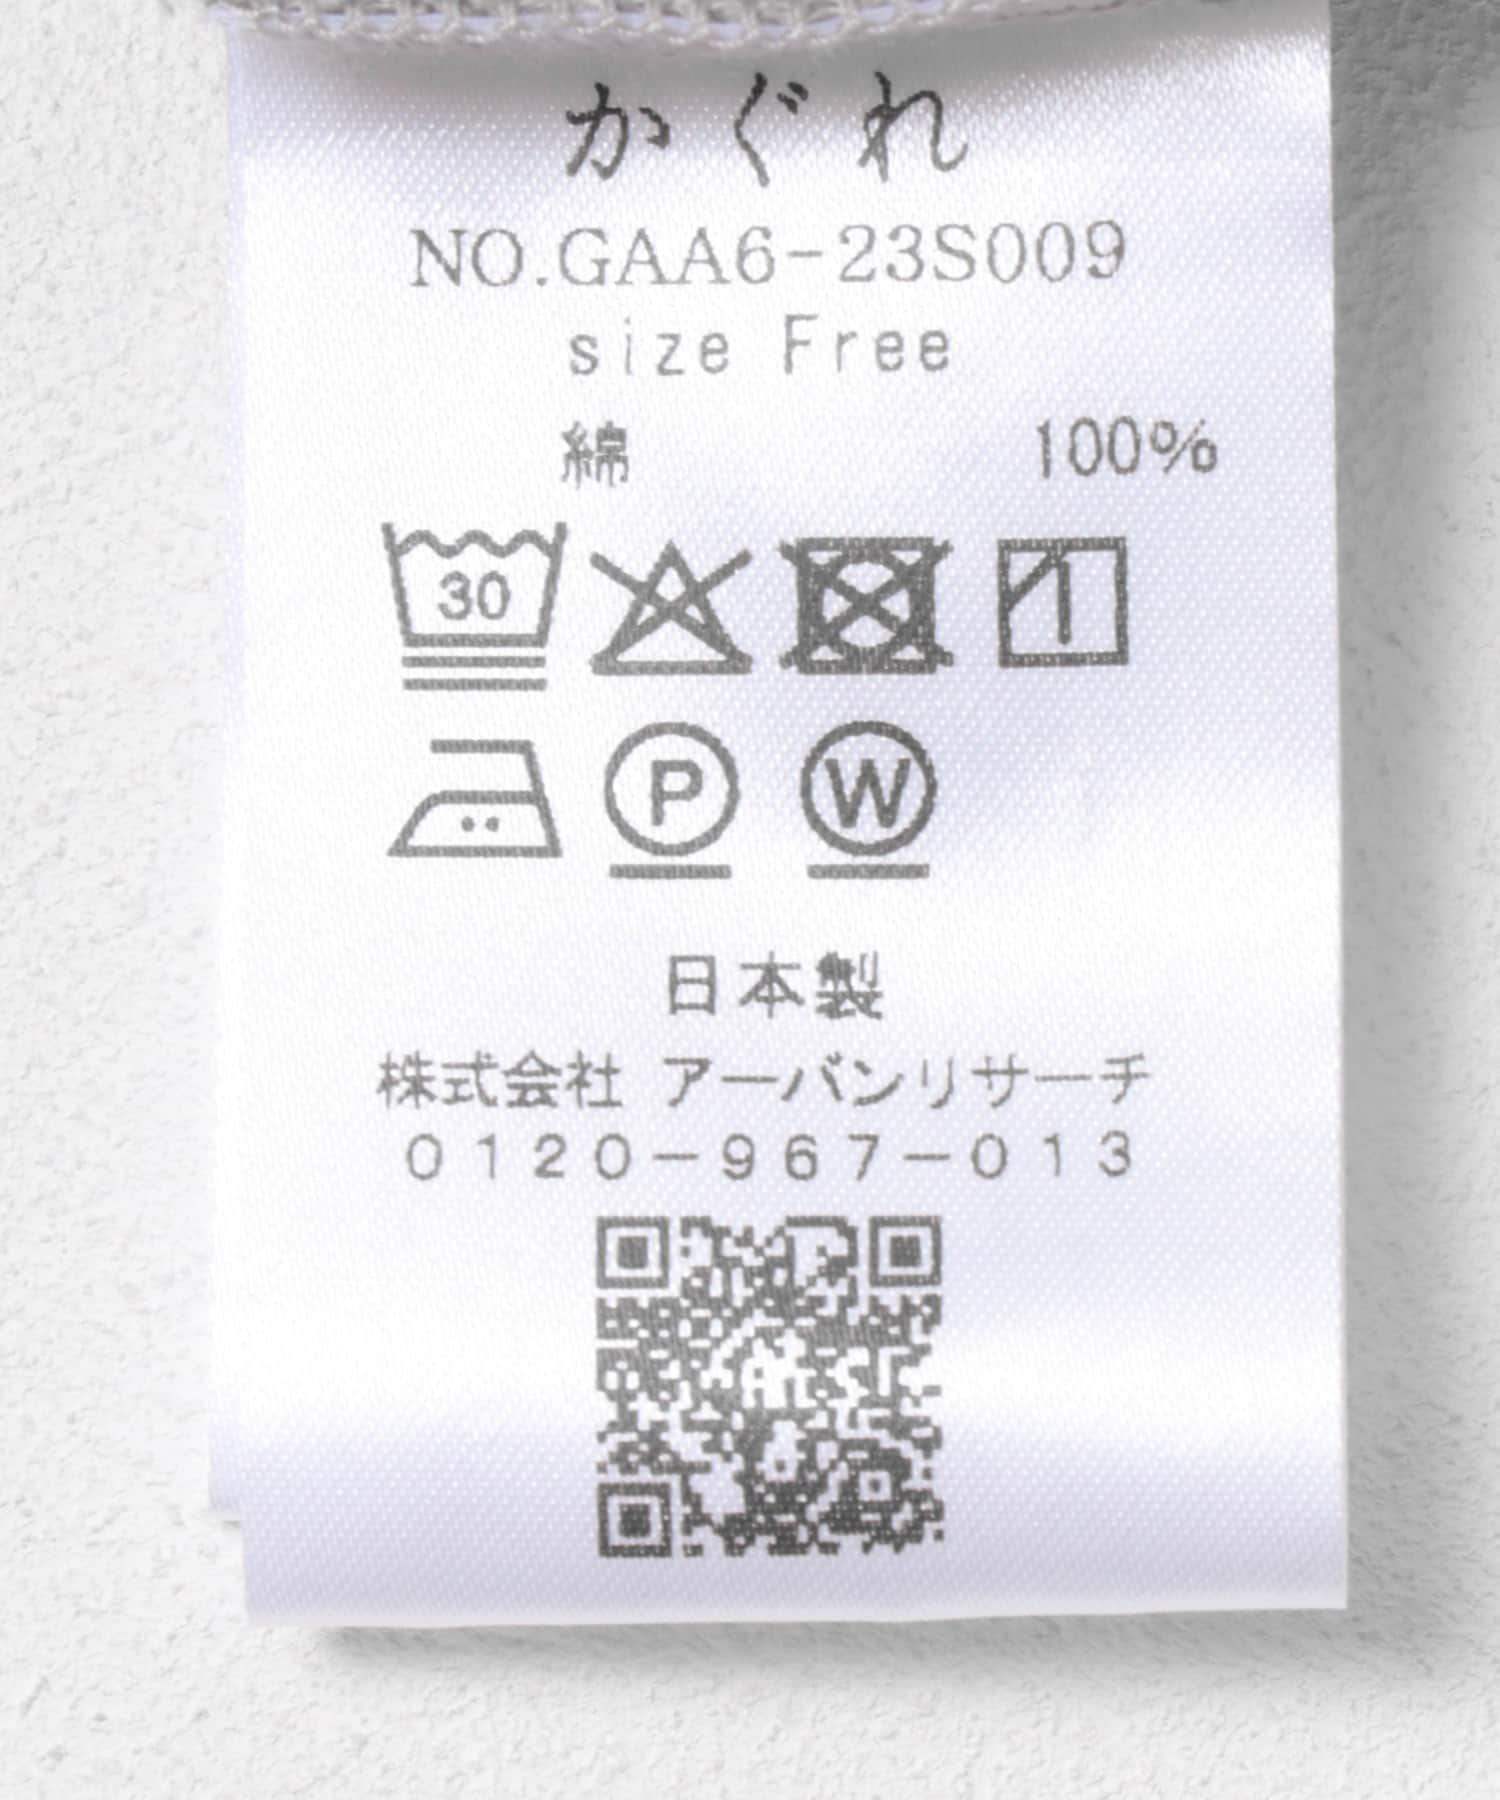 かぐれ
NO.GAA6-23S009
size Free
綿 100%
30
P W
日本製
株式会社 アーバンリサーチ
0120-967-013